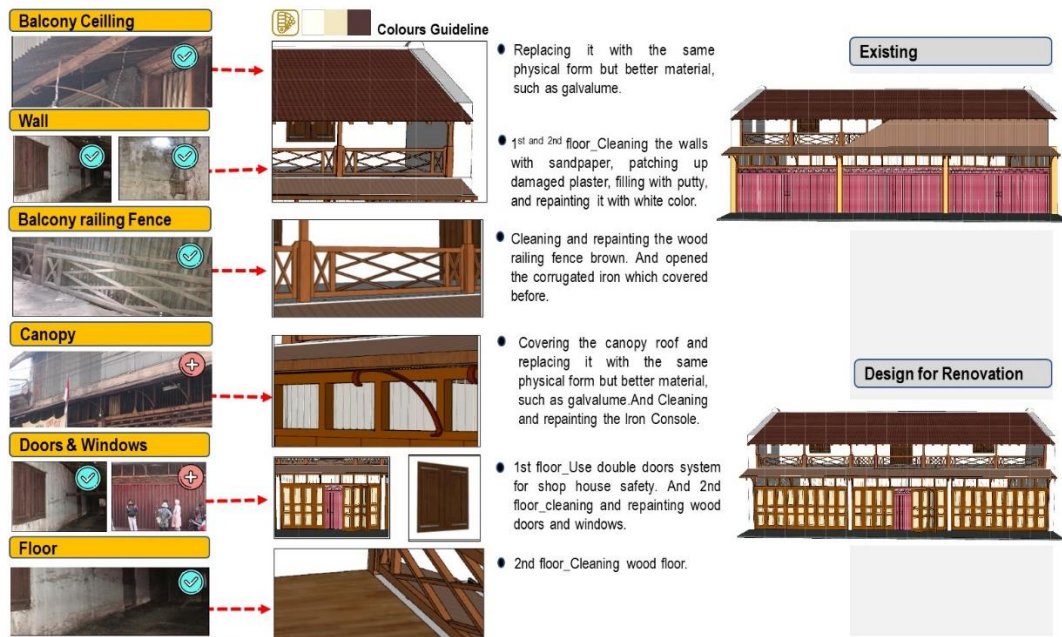 Balcony Ceilling
Colours Guideline
Replacing it with the same
physical form but better material,
such as galvalume.
Existing
Wall
1st and 2nd floor_Cleaning the walls
with sandpaper, patching up
damaged plaster, filling with putty,
and repainting it with white color.
Balcony railing Fence
Cleaning and repainting the wood
railing fence brown. And opened
the corrugated iron which covered
before.
Canopy
Covering the canopy roof and
replacing it with the same
physical form but better material,
such as galvalume.And Cleaning
and repainting the Iron Console.
Design for Renovation
Doors & Windows
1st floor_Use double doors system
for shop house safety. And 2nd
floor_cleaning and repainting wood
doors and windows.
Floor
2nd floor_Cleaning wood floor.